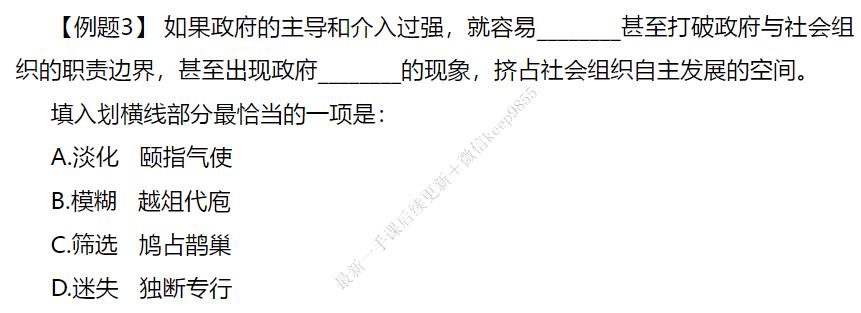 【例题3】 如果政府的主导和介入过强，就容易________甚至打破政府与社会组
织的职责边界，甚至出现政府________的现象，挤占社会组织自主发展的空间。
填入划横线部分最恰当的一项是：
A.淡化 颐指气使
B.模糊 越俎代庖
C.筛选 鸠占鹊巢
D.迷失 独断专行
最新一手课后续更新＋微信keep9855